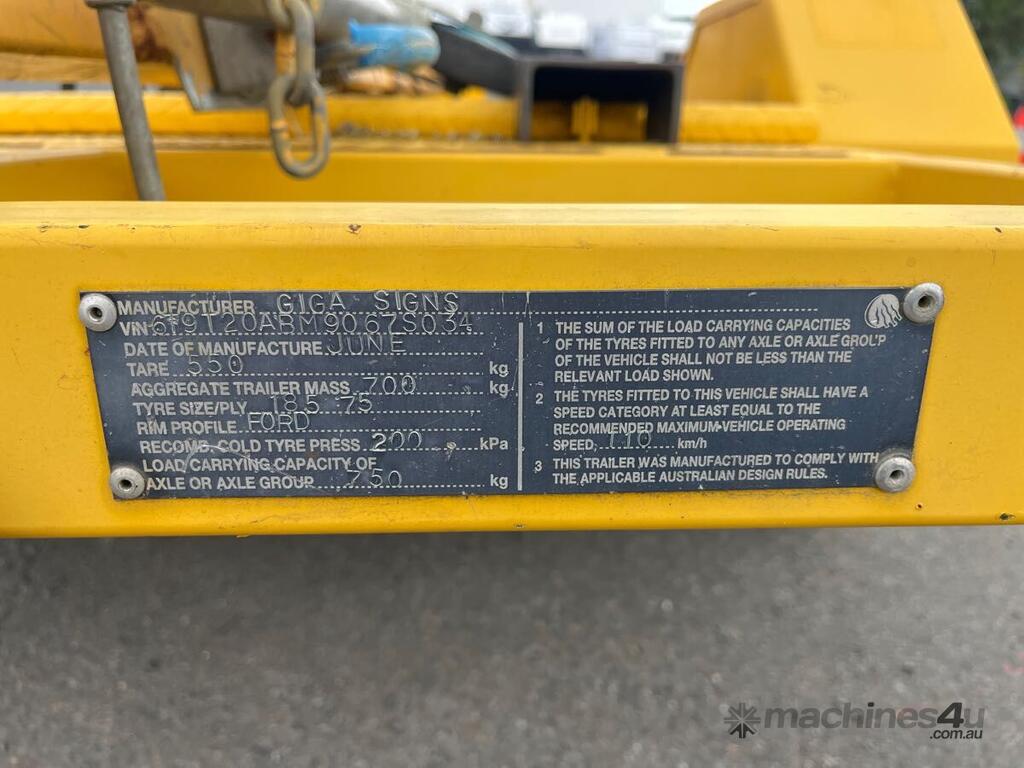 MANUFACTURER GIGA SIGNS
VIN 6T9T20ARM9067S034
DATE OF MANUFACTURE JUNE
TARE 550 kg
AGGREGATE TRAILER MASS 700 kg
TYRE SIZE/PLY 185 75
RIM PROFILE FORD
RECOMD. COLD TYRE PRESS 200 kPa
LOAD CARRYING CAPACITY OF
AXLE OR AXLE GROUP 750 kg
1 THE SUM OF THE LOAD CARRYING CAPACITIES
OF THE TYRES FITTED TO ANY AXLE OR AXLE GROUP
OF THE VEHICLE SHALL NOT BE LESS THAN THE
RELEVANT LOAD SHOWN.
2 THE TYRES FITTED TO THIS VEHICLE SHALL HAVE A
SPEED CATEGORY AT LEAST EQUAL TO THE
RECOMMENDED MAXIMUM-VEHICLE OPERATING
SPEED 110 km/h
3 THIS TRAILER WAS MANUFACTURED TO COMPLY WITH
THE APPLICABLE AUSTRALIAN DESIGN RULES.
machines4u
.com.au